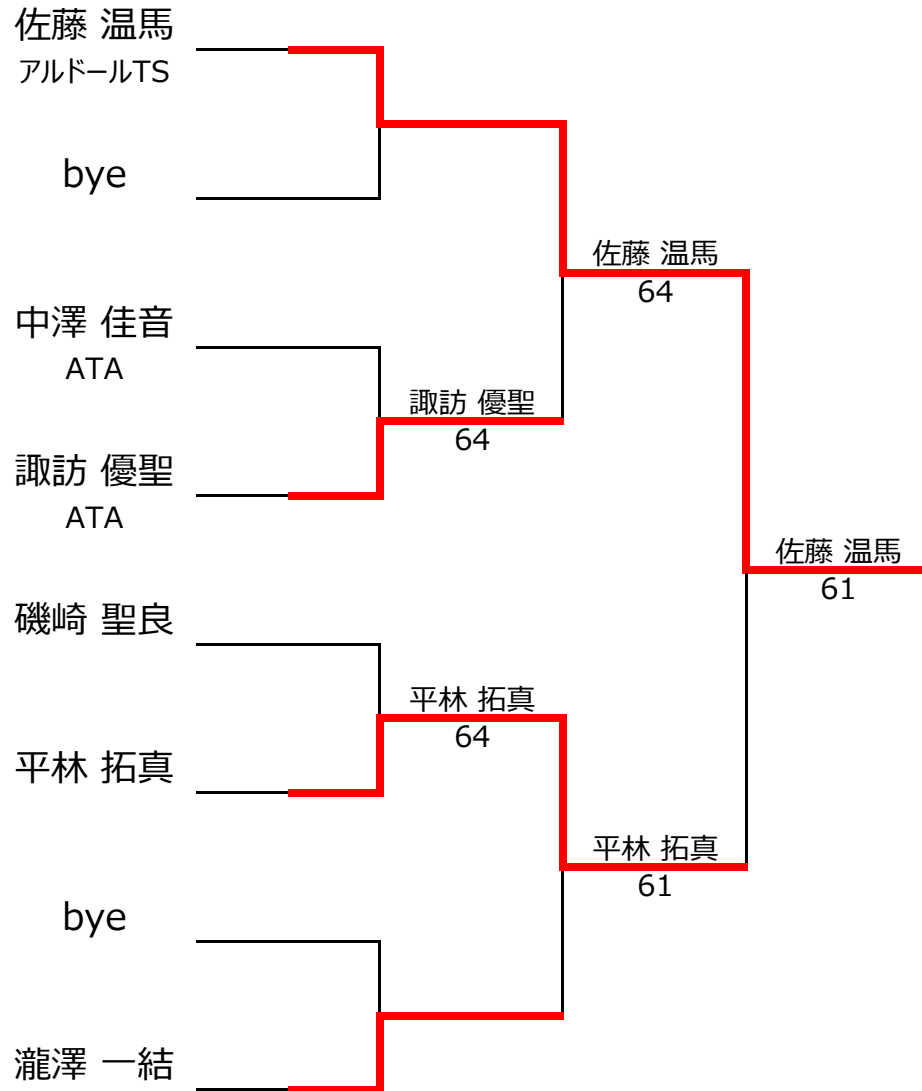 佐藤 温馬
アルドールTS
bye
佐藤 温馬
64
中澤 佳音
ATA
諏訪 優聖
64
諏訪 優聖
ATA
佐藤 温馬
61
磯崎 聖良
平林 拓真
64
平林 拓真
平林 拓真
61
bye
瀧澤 一結